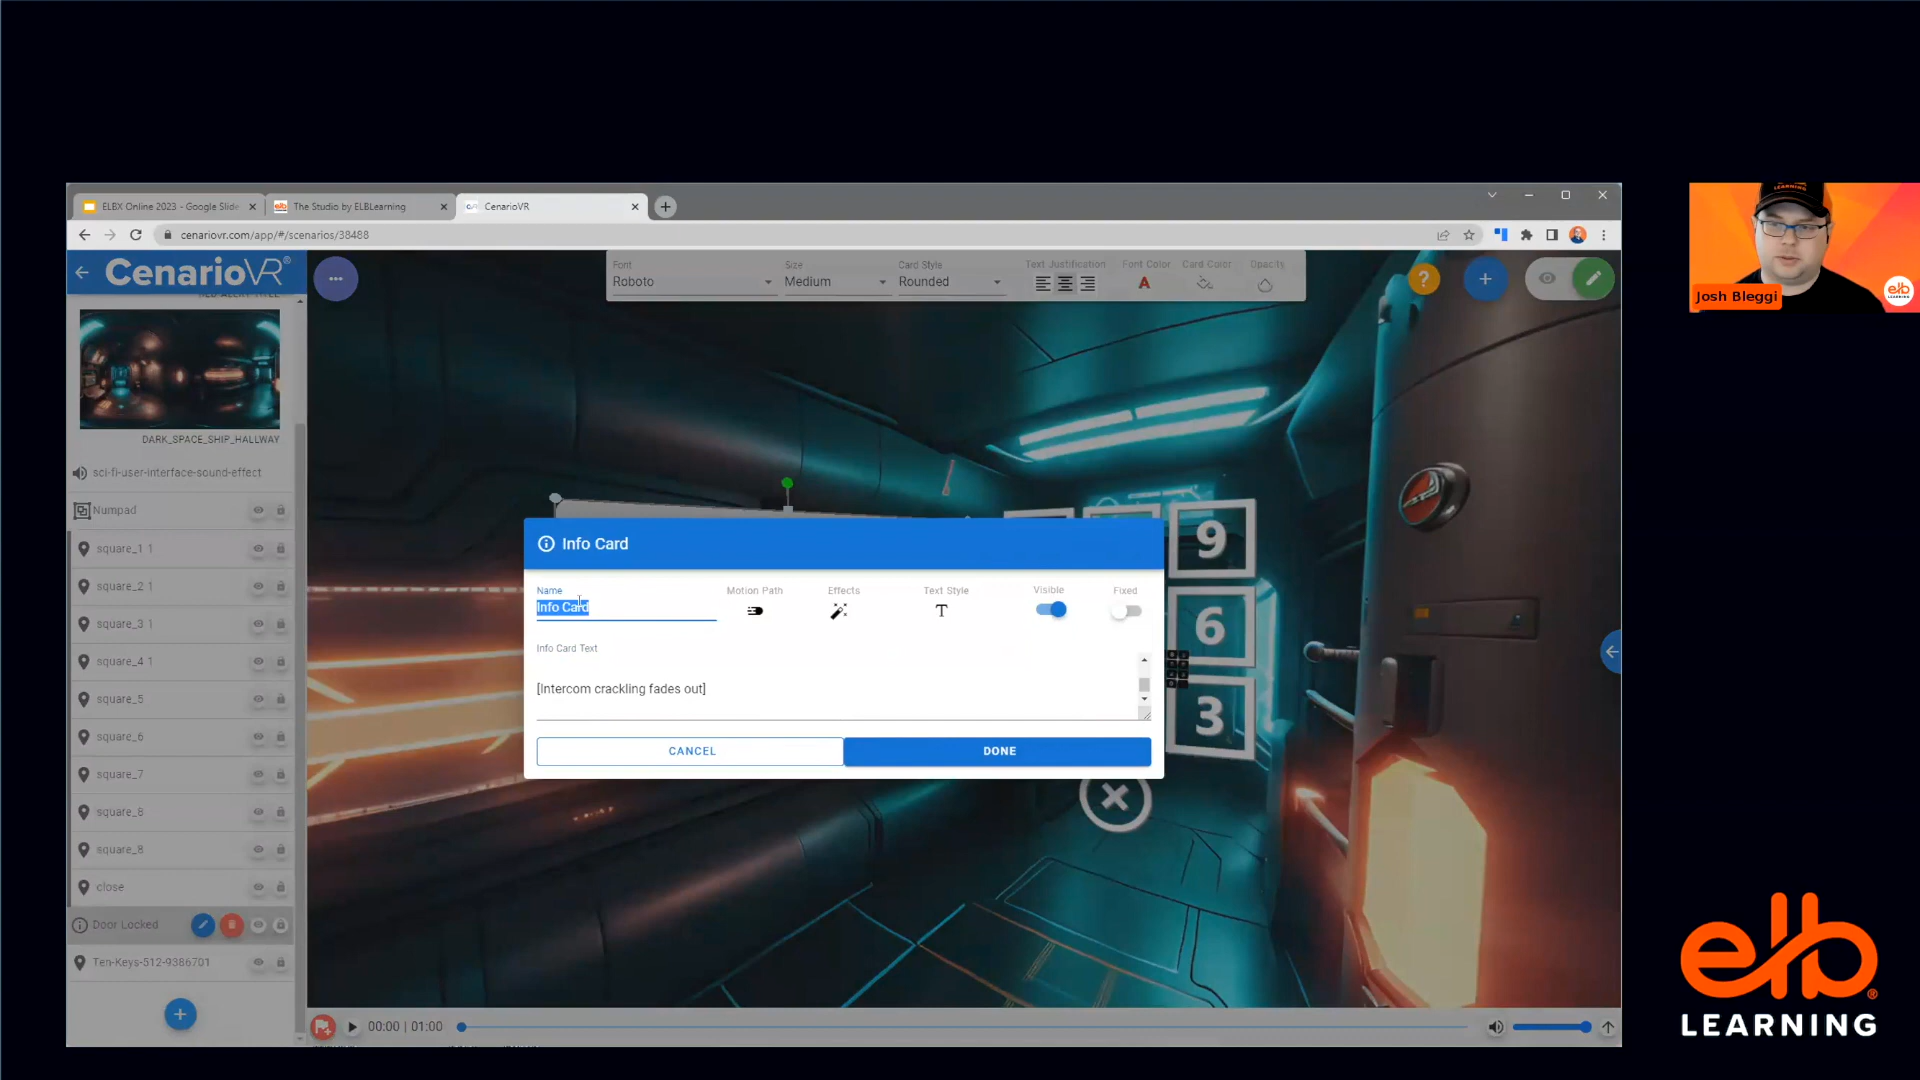 ELBX Online 2023 - Google Slide
The Studio by ELBLearning
CenarioVR
cenariovr.com/app/#/scenarios/38488
CenarioVR®
Font
Roboto
Size
Medium
Card Style
Rounded
Text Justification
Font Color
A
Card Color
Opacity
?
DARK_SPACE_SHIP_HALLWAY
sci-fi-user-interface-sound-effect
Numpad
square_1 1
square_2 1
square_3 1
square_4 1
square_5
square_6
square_7
square_8
square_8
close
Door Locked
Ten-Keys-512-9386701
9
6
3
Info Card
Name
Info Card
Motion Path
Effects
Text Style
T
Visible
Fixed
Info Card Text
[Intercom crackling fades out]
CANCEL
DONE
00:00 | 01:00
LEARNING
Josh Bleggi
elb
LEARNING
elb®
LEARNING